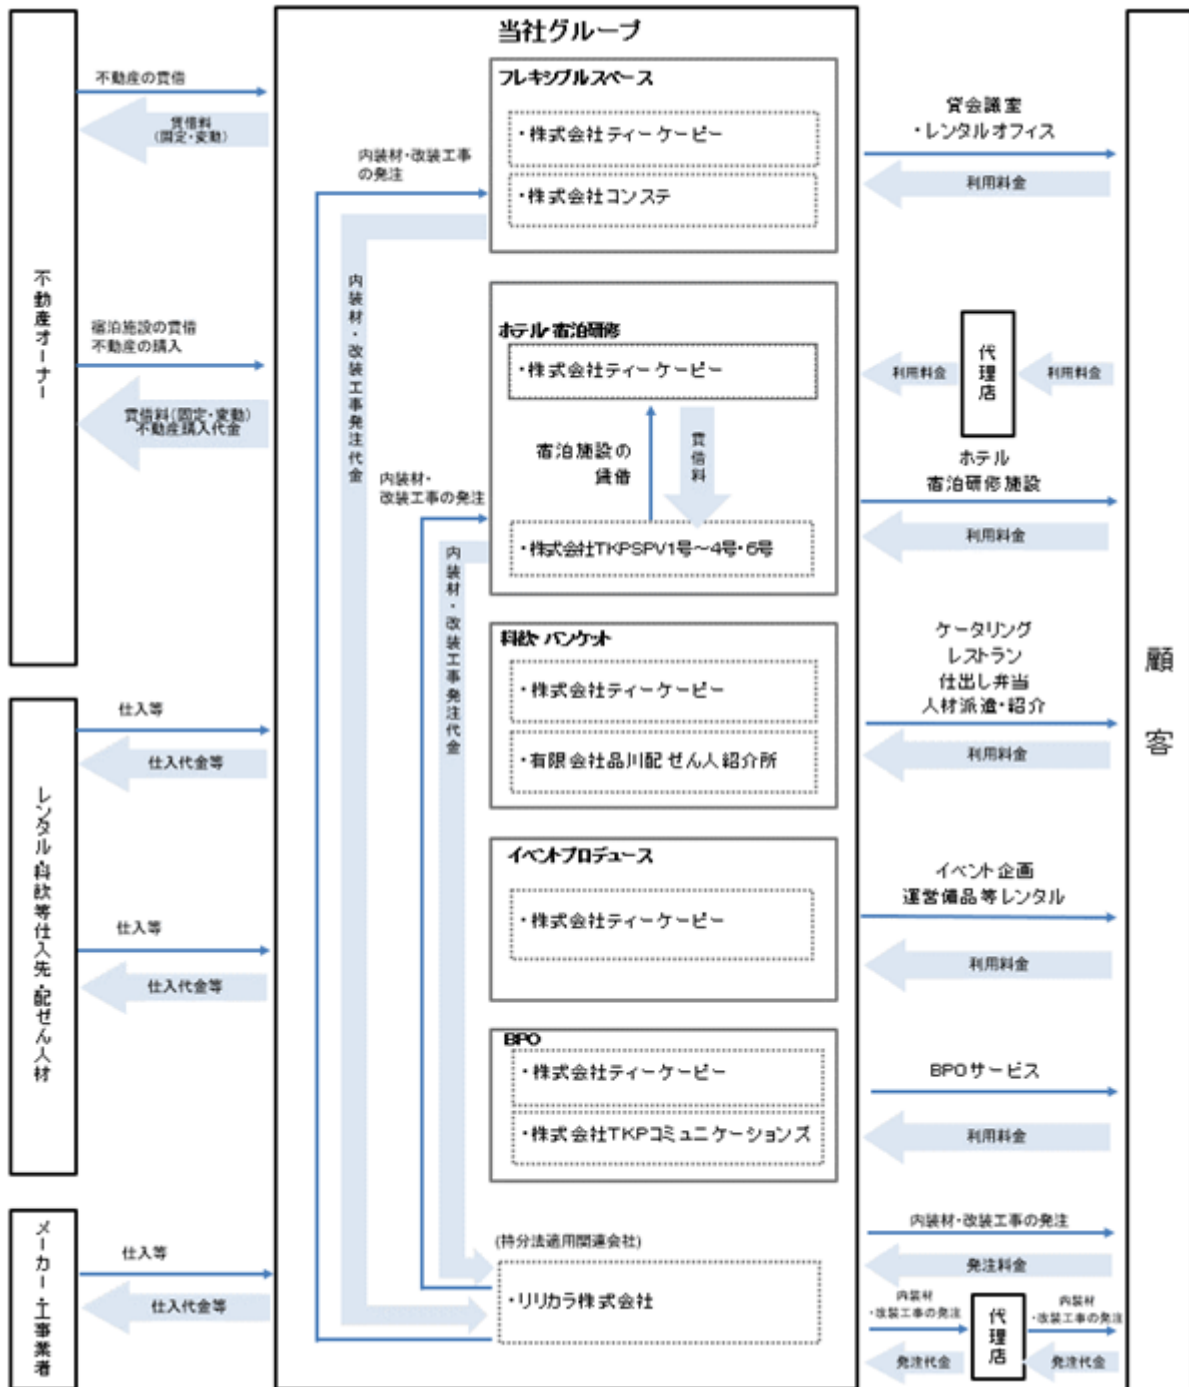 当社グループ
不動産オーナー
不動産の賃借
賃借料
(固定・変動)
宿泊施設の賃借
不動産の購入
賃借料(固定・変動)
不動産購入代金
レンタル・料飲等仕入先・配ぜん人材
仕入等
仕入代金等
仕入等
仕入代金等
メーカー・工事業者
仕入等
仕入代金等
内装材・改装工事
の発注
内装材・改装工事発注代金
内装材・
改装工事の発注
内装材・改装工事発注代金
フレキシブルスペース
・株式会社ティーケーピー
・株式会社コンステ
ホテル・宿泊研修
・株式会社ティーケーピー
宿泊施設の
賃借
賃借料
・株式会社TKPSPV1号～4号・6号
料飲・バンケット
・株式会社ティーケーピー
・有限会社品川配ぜん人紹介所
イベントプロデュース
・株式会社ティーケーピー
BPO
・株式会社ティーケーピー
・株式会社TKPコミュニケーションズ
(持分法適用関連会社)
・リリカラ株式会社
貸会議室
・レンタルオフィス
利用料金
利用料金
代理店
利用料金
ホテル
宿泊研修施設
利用料金
ケータリング
レストラン
仕出し弁当
人材派遣・紹介
利用料金
イベント企画
運営備品等レンタル
利用料金
BPOサービス
利用料金
内装材・改装工事の発注
発注料金
内装材
・改装工事の発注
発注代金
代理店
内装材
・改装工事の発注
発注代金
顧客